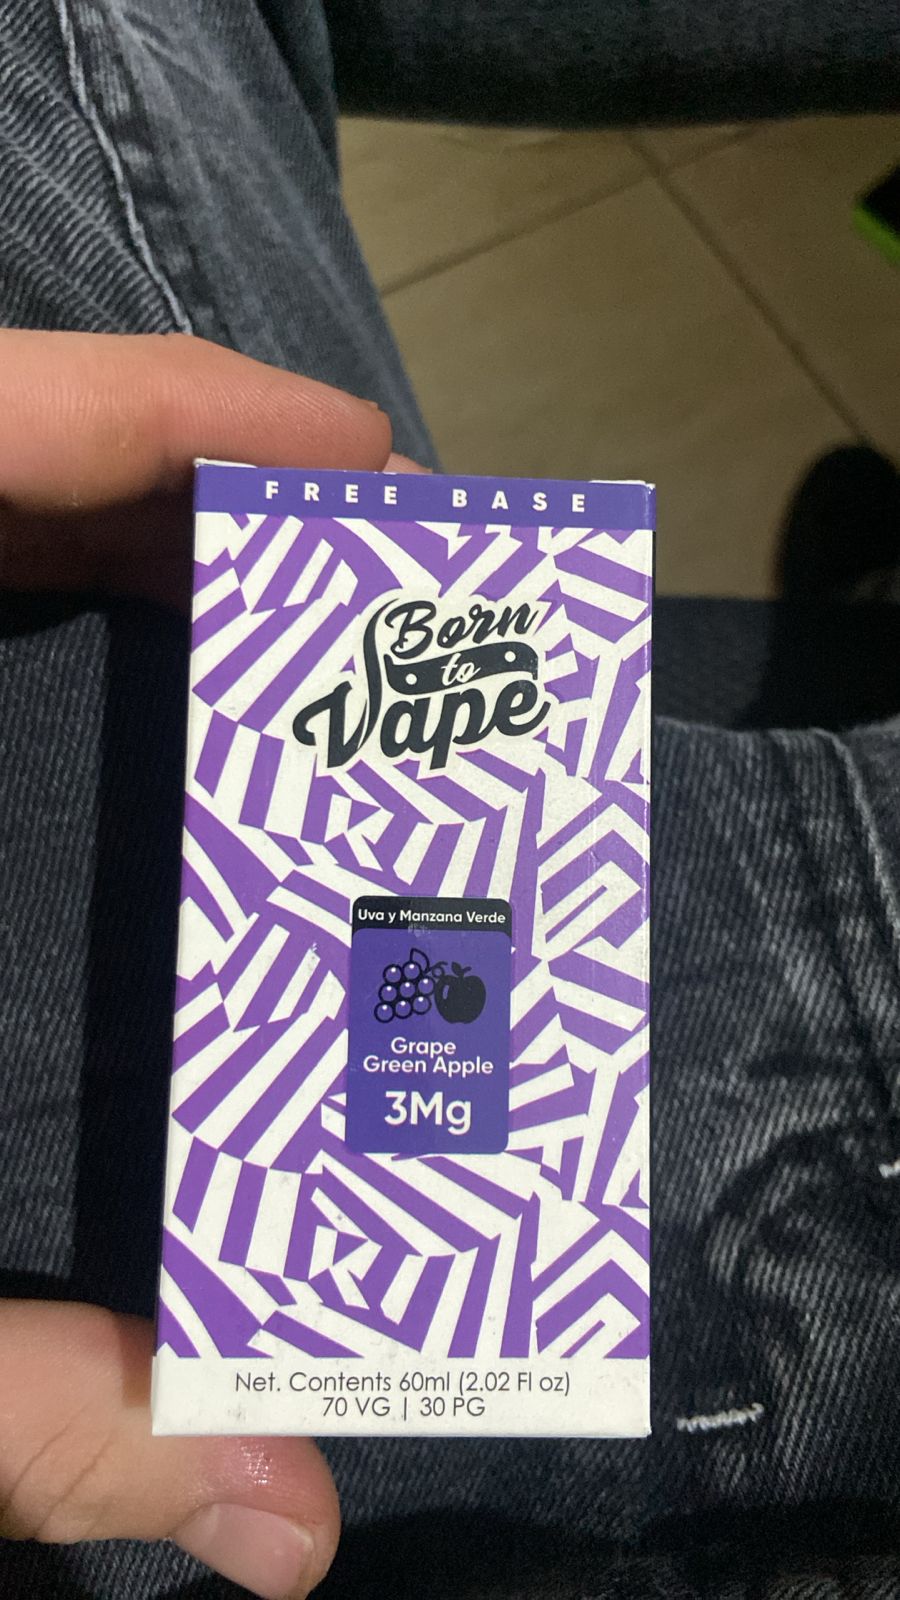 FREE BASE
Born
to
Vape
Uva y Manzana Verde
Grape
Green Apple
3Mg
Net. Contents 60ml (2.02 Fl oz)
70 VG | 30 PG